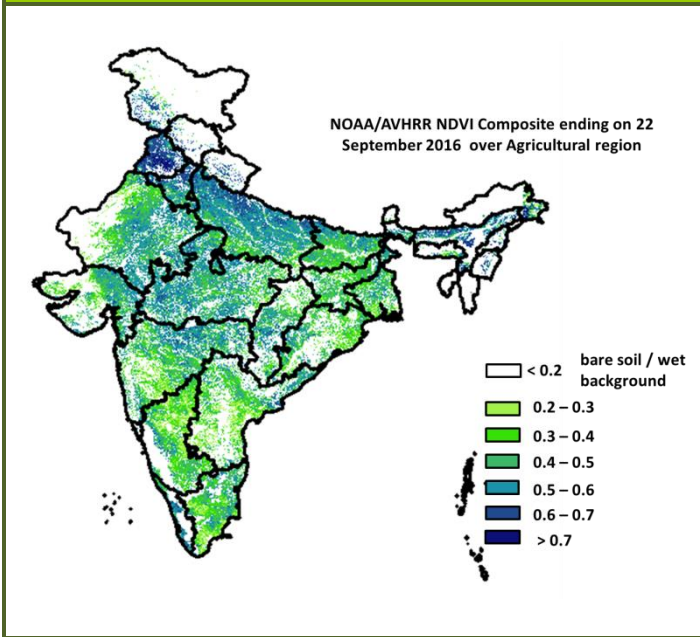 NOAA/AVHRR NDVI Composite ending on 22
September 2016 over Agricultural region
< 0.2 bare soil / wet
background
0.2 – 0.3
0.3 – 0.4
0.4 – 0.5
0.5 – 0.6
0.6 – 0.7
> 0.7